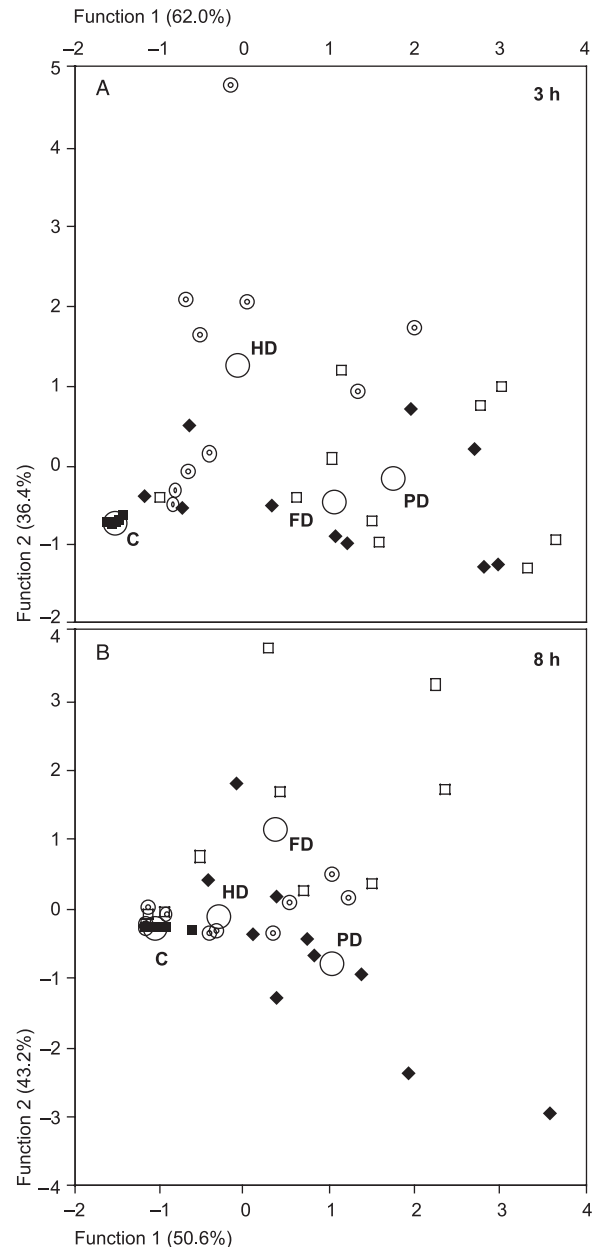 Function 1 (62.0%)
–2 –1 0 1 2 3 4
A
3 h
5
4
3
2
1
0
–1
–2
HD
PD
FD
C
Function 2 (36.4%)
B
8 h
4
3
2
1
0
–1
–2
–3
–4
FD
HD
PD
C
Function 2 (43.2%)
–2 –1 0 1 2 3 4
Function 1 (50.6%)